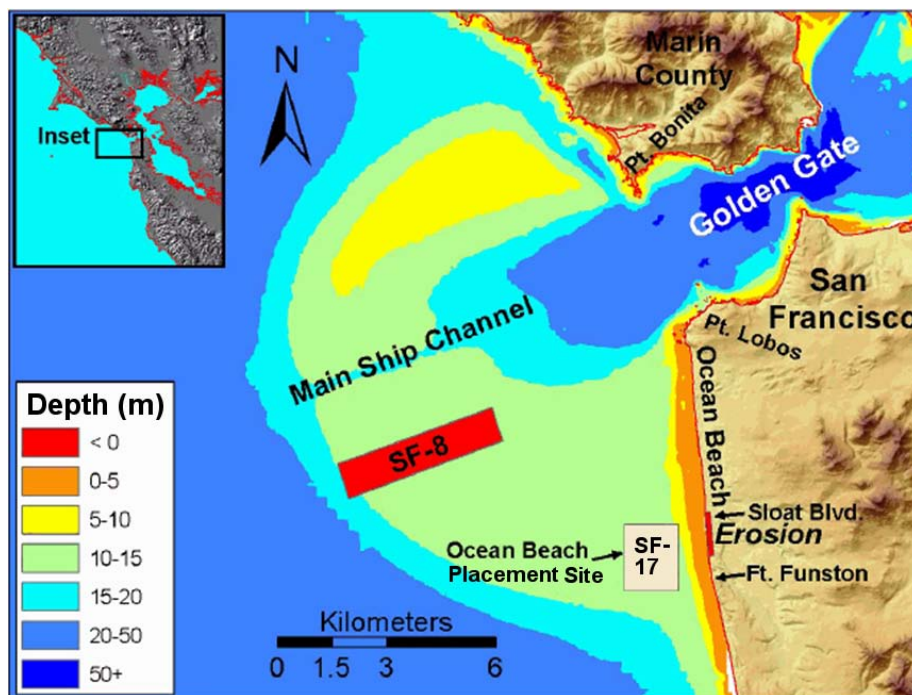 Inset
N
Marin
County
Pt. Bonita
Golden Gate
San
Francisco
Pt. Lobos
Main Ship Channel
Ocean Beach
SF-8
Sloat Blvd.
Erosion
Ft. Funston
Ocean Beach
Placement Site
SF-
17
Depth (m)
< 0
0-5
5-10
10-15
15-20
20-50
50+
Kilometers
0 1.5 3 6